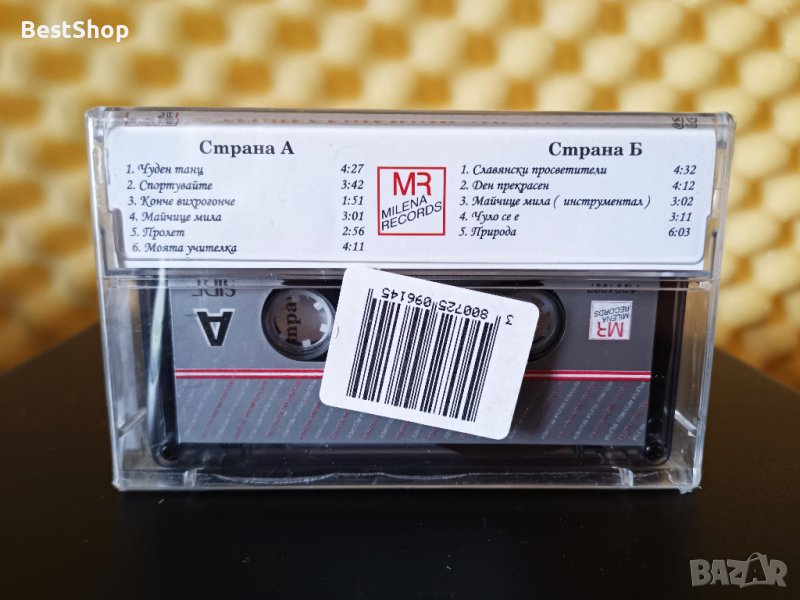 BestShop
Страна А
1. Чуден танц 4:27
2. Спортувайте 3:42
3. Конче вихрогонче 1:51
4. Майчице мила 3:01
5. Пролет 2:56
6. Моята учителка 4:11
MR
MILENA
RECORDS
Страна Б
1. Славянски просветители 4:32
2. Ден прекрасен 4:12
3. Майчице мила ( инструментал ) 3:02
4. Чуло се е 3:11
5. Природа 6:03
SIDE
A
mpa
3 800725 096145
MR
MILENA
RECORDS
BAZAR